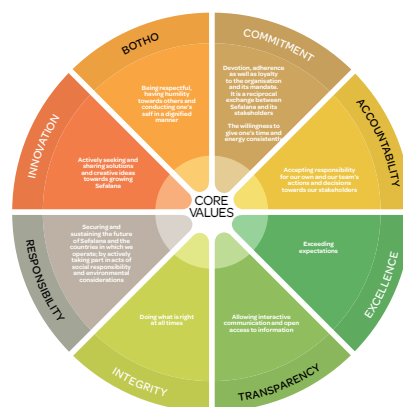 BOTHO
Being respectful,
having humility
towards others and
conducting one's
self in a dignified
manner
COMMITMENT
Devotion, adherence
as well as loyalty
to the organisation
and its mandate.
It is a reciprocal
exchange between
Sefalana and its
stakeholders
The willingness to
give one's time and
energy consistently
ACCOUNTABILITY
Accepting responsibility
for our own and our team's
actions and decisions
towards our stakeholders
EXCELLENCE
Exceeding
expectations
TRANSPARENCY
Allowing interactive
communication and open
access to information
INTEGRITY
Doing what is right
at all times
RESPONSIBILITY
Securing and
sustaining the future
of Sefalana and the
countries in which we
operate; by actively
taking part in acts of
social responsibility
and environmental
considerations
INNOVATION
Actively seeking and
sharing solutions
and creative ideas
towards growing
Sefalana
CORE
VALUES